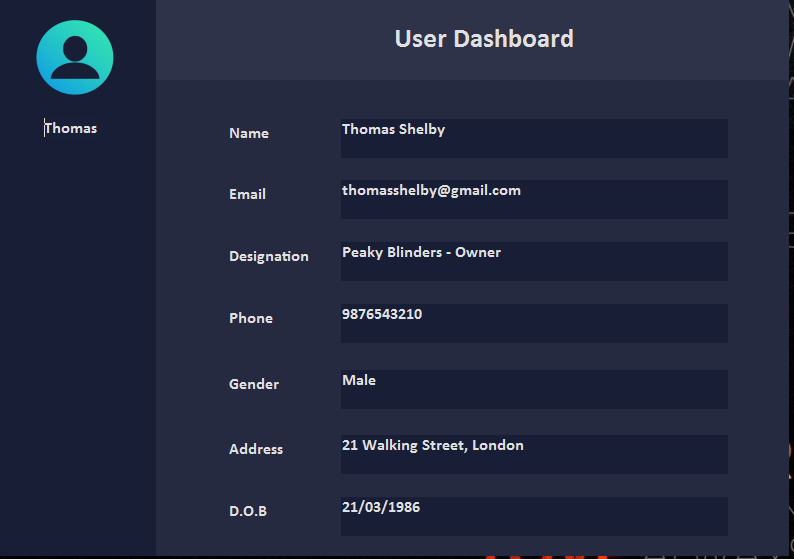 User Dashboard
Thomas
Name Thomas Shelby
Email thomasshelby@gmail.com
Designation Peaky Blinders - Owner
Phone 9876543210
Gender Male
Address 21 Walking Street, London
D.O.B 21/03/1986